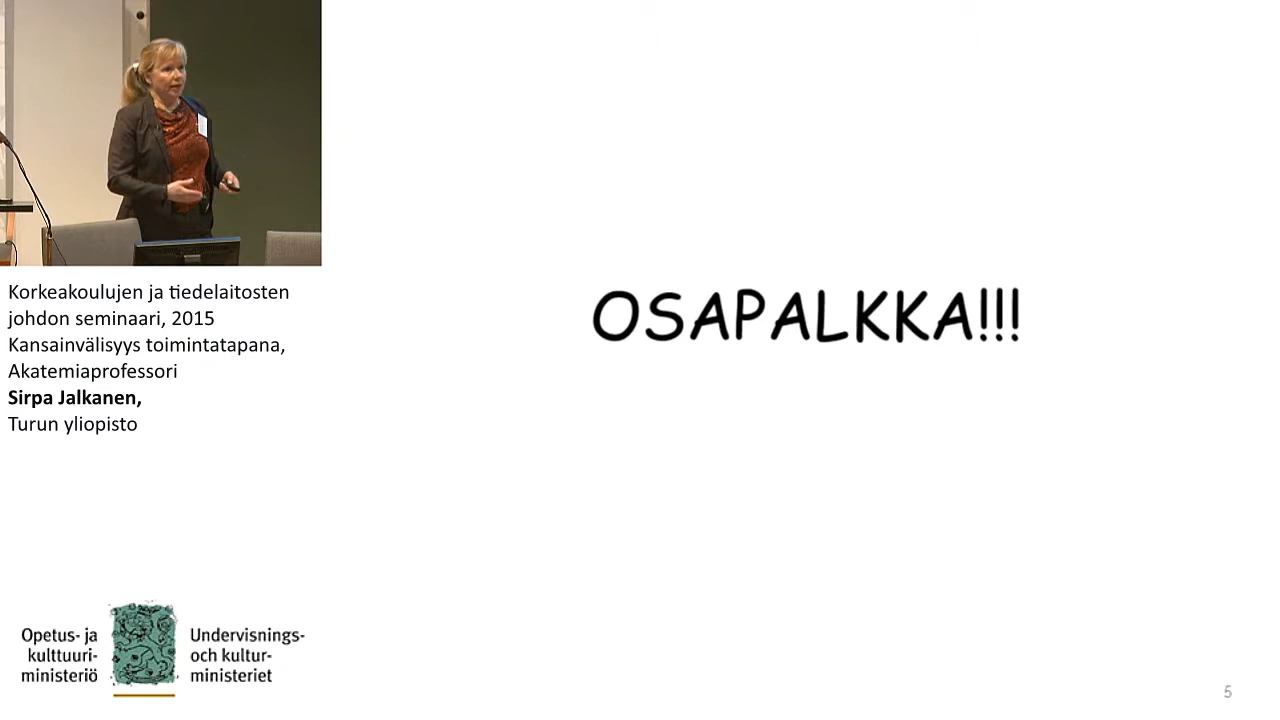 Korkeakoulujen ja tiedelaitosten
johdon seminaari, 2015
Kansainvälisyys toimintatapana,
Akatemiaprofessori
Sirpa Jalkanen,
Turun yliopisto
OSAPALKKA!!!
Opetus- ja
kulttuuri-
ministeriö
Undervisnings-
och kultur-
ministeriet
5